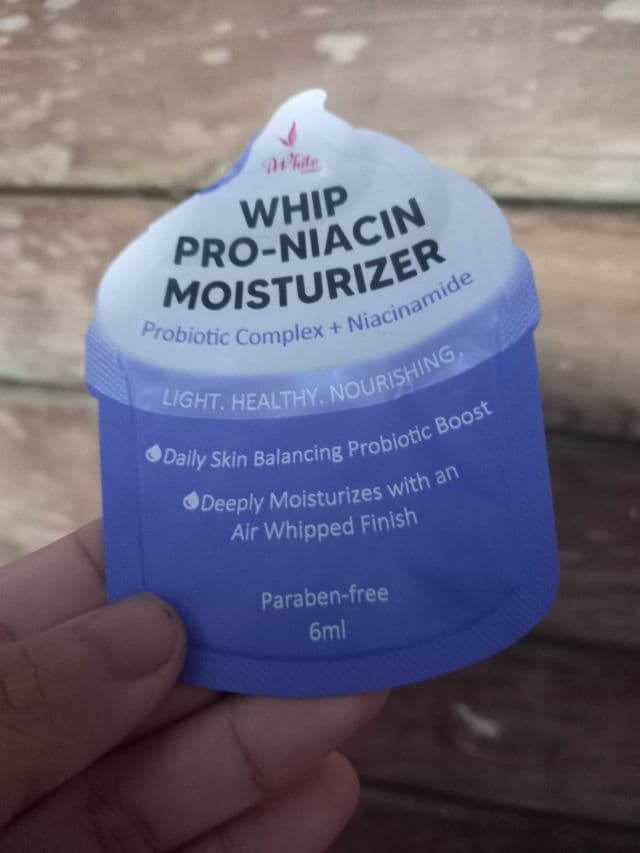 iWhite
WHIP
PRO-NIACIN
MOISTURIZER
Probiotic Complex + Niacinamide
LIGHT. HEALTHY. NOURISHING.
Daily Skin Balancing Probiotic Boost
Deeply Moisturizes with an
Air Whipped Finish
Paraben-free
6ml